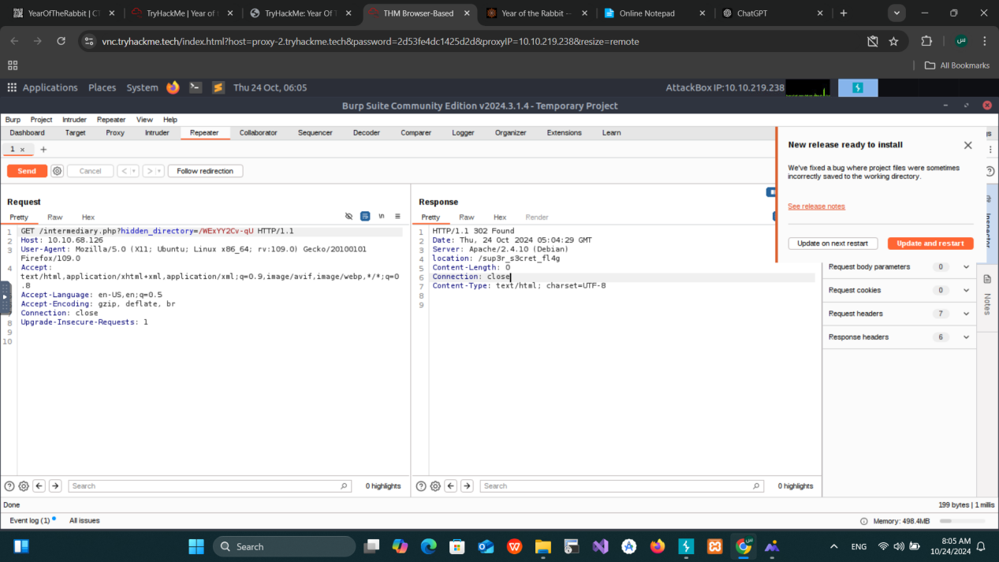 YearOfTheRabbit | CT
TryHackMe | Year of t
TryHackMe: Year Of T
THM Browser-Based
Year of the Rabbit --
Online Notepad
ChatGPT
vnc.tryhackme.tech/index.html?host=proxy-2.tryhackme.tech&password=2d53fe4dc1425d2d&proxyIP=10.10.219.238&resize=remote
All Bookmarks
Applications Places System Thu 24 Oct, 06:05 AttackBox IP:10.10.219.238
Burp Suite Community Edition v2024.3.1.4 - Temporary Project
Burp Project Intruder Repeater View Help
Dashboard Target Proxy Intruder Repeater Collaborator Sequencer Decoder Comparer Logger Organizer Extensions Learn
1 × +
Send Cancel < > Follow redirection
New release ready to install
We've fixed a bug where project files were sometimes
incorrectly saved to the working directory.
See release notes
Update on next restart Update and restart
Request
Pretty Raw Hex
1 GET /intermediary.php?hidden_directory=/WExYY2Cv-qU HTTP/1.1
2 Host: 10.10.68.126
3 User-Agent: Mozilla/5.0 (X11; Ubuntu; Linux x86_64; rv:109.0) Gecko/20100101
Firefox/109.0
4 Accept:
text/html,application/xhtml+xml,application/xml;q=0.9,image/avif,image/webp,*/*;q=0
.8
Accept-Language: en-US,en;q=0.5
Accept-Encoding: gzip, deflate, br
7 Connection: close
8 Upgrade-Insecure-Requests: 1
9
10
Response
Pretty Raw Hex Render
1 HTTP/1.1 302 Found
2 Date: Thu, 24 Oct 2024 05:04:29 GMT
3 Server: Apache/2.4.10 (Debian)
4 location: /sup3r_s3cret_fl4g
5 Content-Length: 0
6 Connection: close
7 Content-Type: text/html; charset=UTF-8
8
9
Inspector
Request body parameters 0
Request cookies 0
Request headers 7
Response headers 6
Notes
Search 0 highlights
Search 0 highlights
Done 199 bytes | 1 millis
Event log (1) All issues Memory: 498.4MB
Search
ENG
8:05 AM
10/24/2024